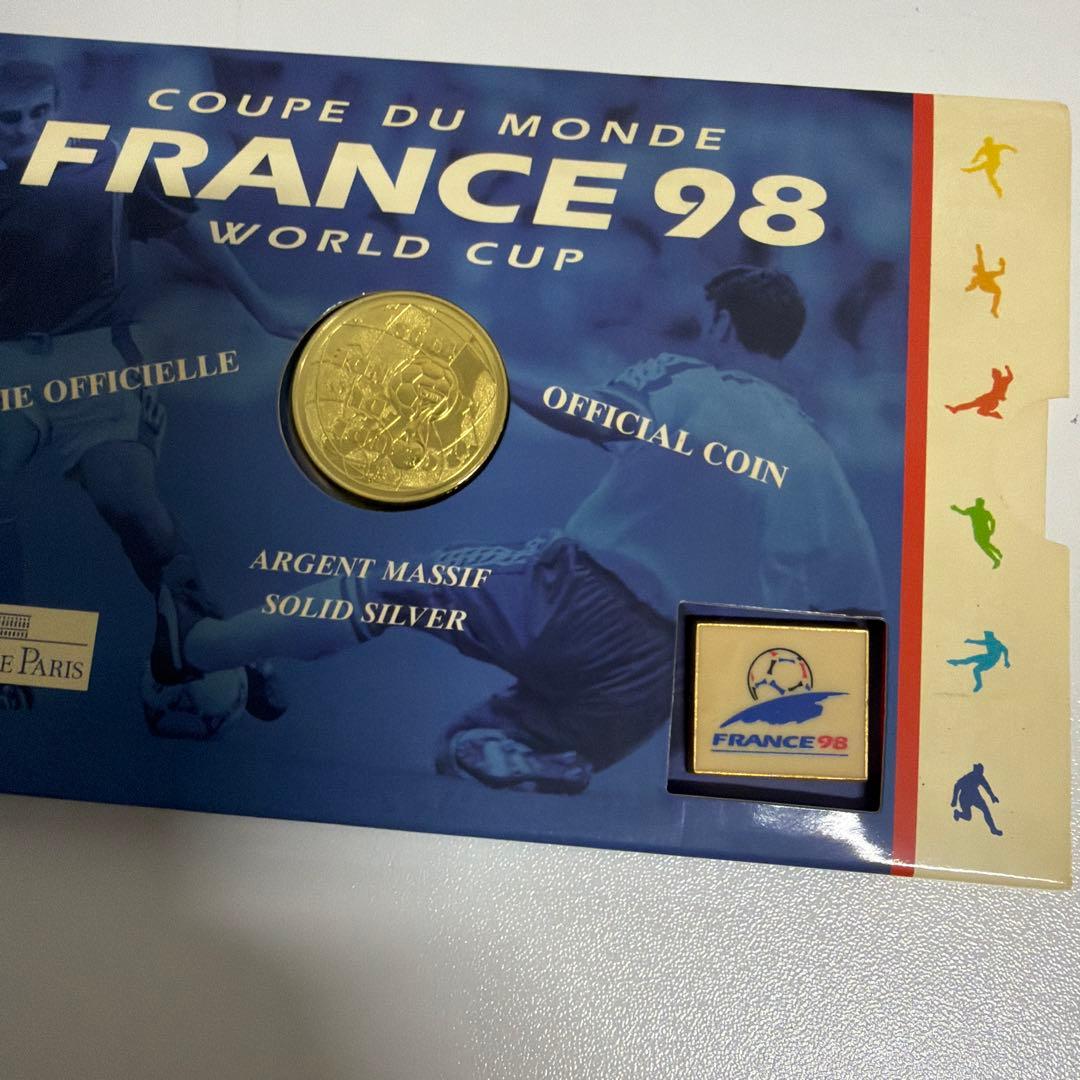 COUPE DU MONDE
FRANCE 98
WORLD CUP
IE OFFICIELLE
OFFICIAL COIN
ARGENT MASSIF
SOLID SILVER
E PARIS
FRANCE98